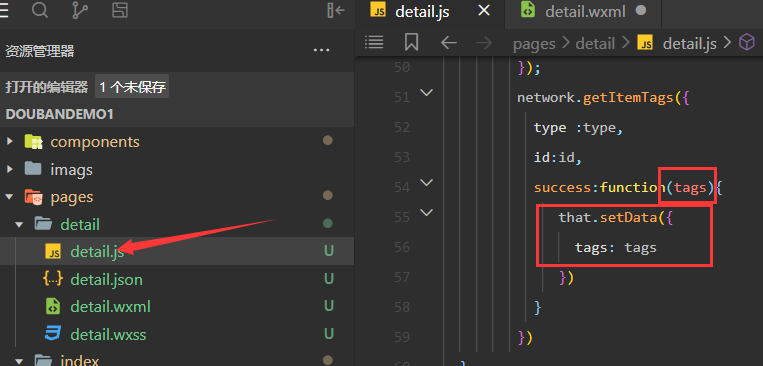 detail.js
detail.wxml
资源管理器
打开的编辑器 1 个未保存
DOUBANDEMO1
components
imags
pages
detail
JS detail.js U
{..} detail.json U
detail.wxml U
detail.wxss U
index
pages > detail > JS detail.js >
50 });
51 network.getItemTags({
52 type :type,
53 id:id,
54 success:function(tags){
55 that.setData({
56 tags: tags
57 })
58 }
59 })